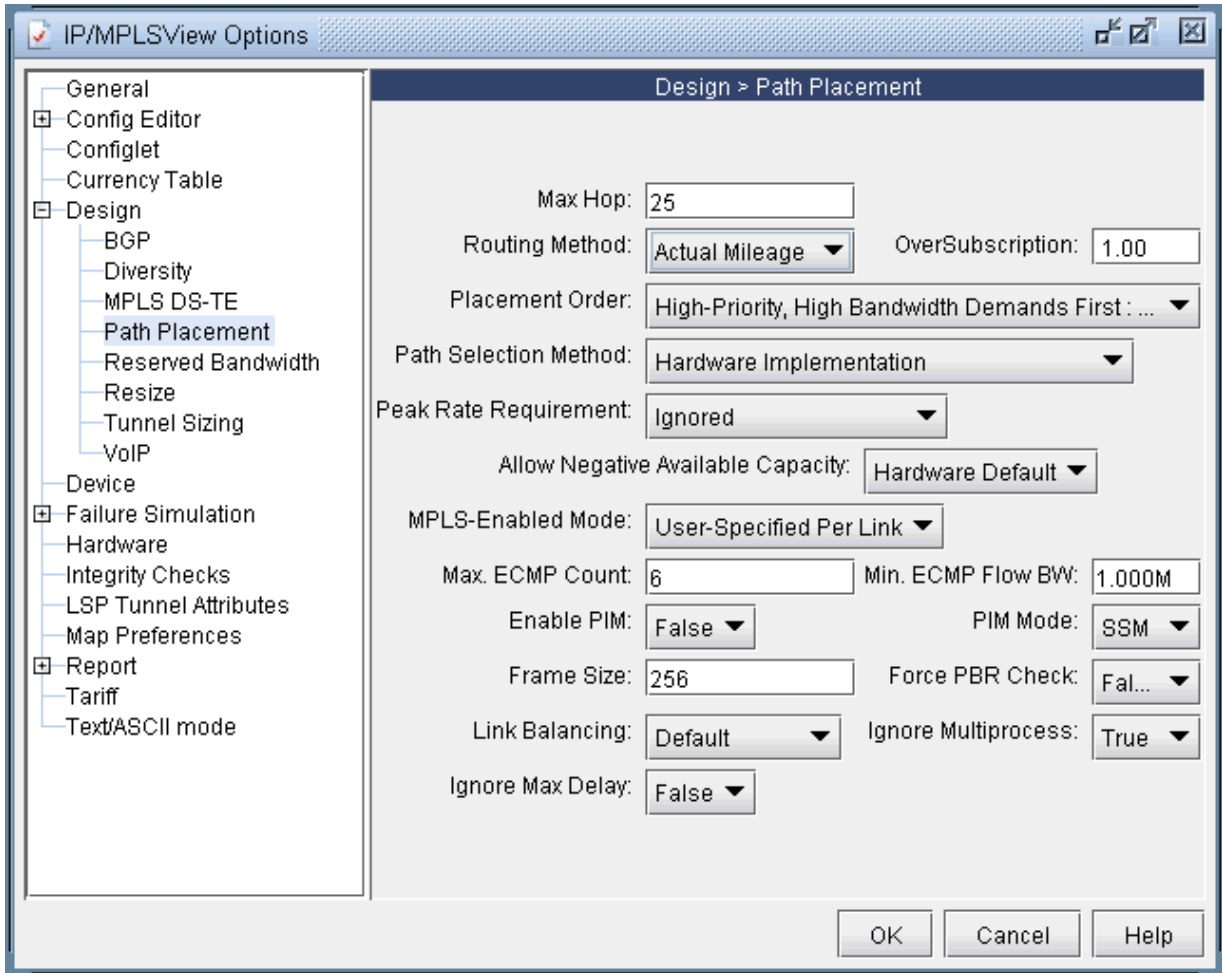 IP/MPLSView Options
General
Config Editor
Configlet
Currency Table
Design
BGP
Diversity
MPLS DS-TE
Path Placement
Reserved Bandwidth
Resize
Tunnel Sizing
VoIP
Device
Failure Simulation
Hardware
Integrity Checks
LSP Tunnel Attributes
Map Preferences
Report
Tariff
Text/ASCII mode
Design > Path Placement
Max Hop: 25
Routing Method: Actual Mileage OverSubscription: 1.00
Placement Order: High-Priority, High Bandwidth Demands First : ...
Path Selection Method: Hardware Implementation
Peak Rate Requirement: Ignored
Allow Negative Available Capacity: Hardware Default
MPLS-Enabled Mode: User-Specified Per Link
Max. ECMP Count: 6 Min. ECMP Flow BW: 1.000M
Enable PIM: False PIM Mode: SSM
Frame Size: 256 Force PBR Check: Fal...
Link Balancing: Default Ignore Multiprocess: True
Ignore Max Delay: False
OK Cancel Help